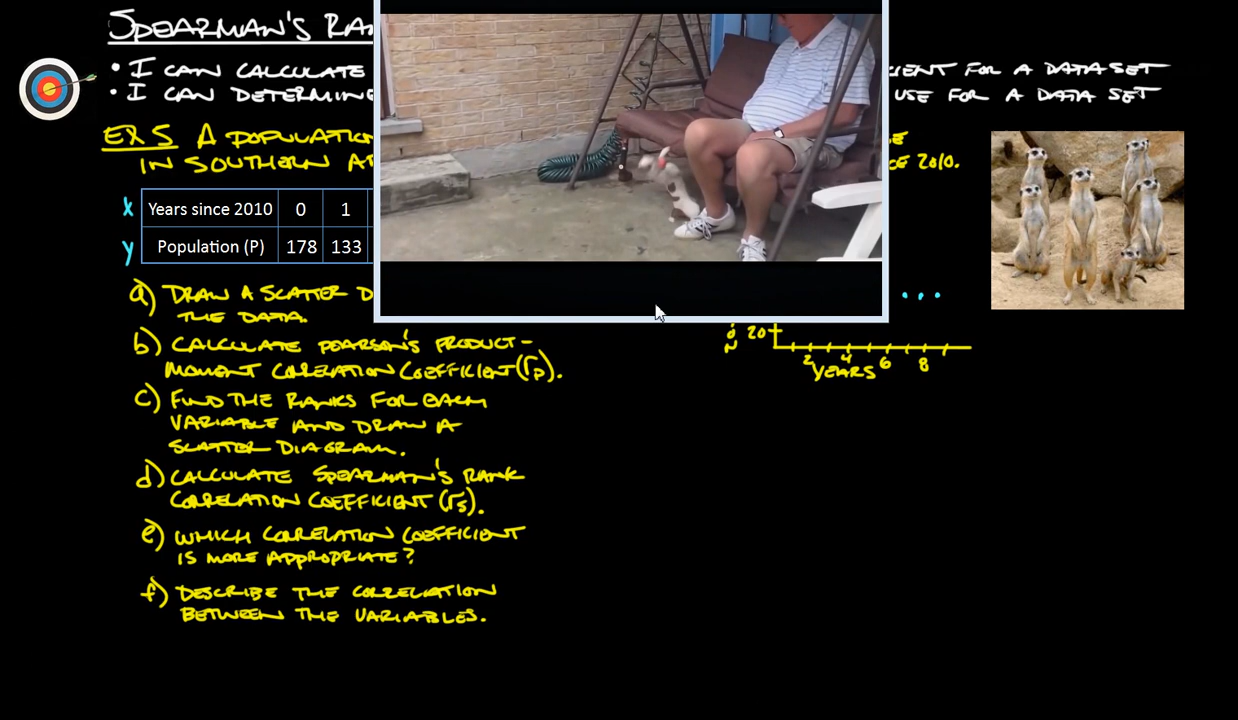 SPEARMAN'S RAN
• I CAN CALCULATE CIENT FOR A DATA SET
• I CAN DETERMINE USE FOR A DATA SET
EX 5 A POPULATION
IN SOUTHERN AF CE 2010.
x Years since 2010 0 1
y Population (P) 178 133
a) DRAW A SCATTER D ...
THE DATA.
20
b) CALCULATE PEARSON'S PRODUCT-
MOMENT CORRELATION COEFFICIENT (rp).
2 4 6 8
YEARS
c) FIND THE RANKS FOR EACH
VARIABLE AND DRAW A
SCATTER DIAGRAM.
d) CALCULATE SPEARMAN'S RANK
CORRELATION COEFFICIENT (rs).
e) WHICH CORRELATION COEFFICIENT
IS MORE APPROPRIATE?
f) DESCRIBE THE CORRELATION
BETWEEN THE VARIABLES.